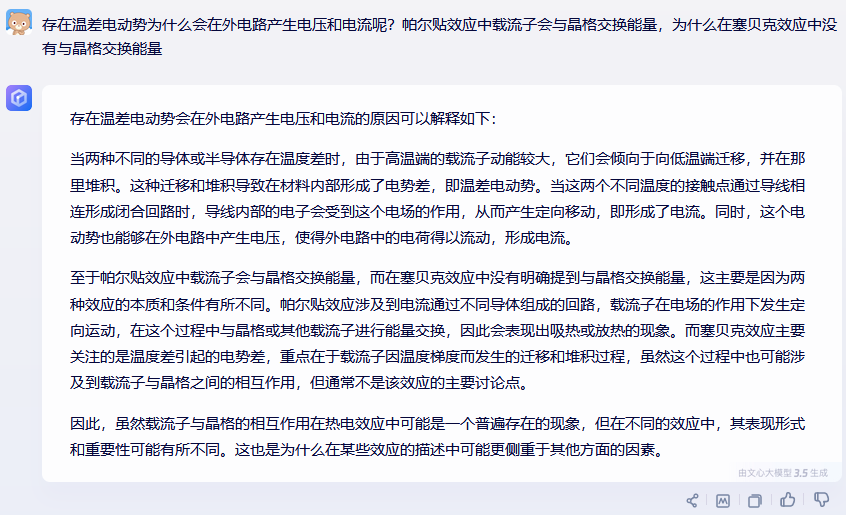 存在温差电动势为什么会在外电路产生电压和电流呢？帕尔贴效应中载流子会与晶格交换能量，为什么在塞贝克效应中没
有与晶格交换能量
存在温差电动势会在外电路产生电压和电流的原因可以解释如下：
当两种不同的导体或半导体存在温度差时，由于高温端的载流子动能较大，它们会倾向于向低温端迁移，并在那
里堆积。这种迁移和堆积导致在材料内部形成了电势差，即温差电动势。当这两个不同温度的接触点通过导线相
连形成闭合回路时，导线内部的电子会受到这个电场的作用，从而产生定向移动，即形成了电流。同时，这个电
动势也能够在外电路中产生电压，使得外电路中的电荷得以流动，形成电流。
至于帕尔贴效应中载流子会与晶格交换能量，而在塞贝克效应中没有明确提到与晶格交换能量，这主要是因为两
种效应的本质和条件有所不同。帕尔贴效应涉及到电流通过不同导体组成的回路，载流子在电场的作用下发生定
向运动，在这个过程中与晶格或其他载流子进行能量交换，因此会表现出吸热或放热的现象。而塞贝克效应主要
关注的是温度差引起的电势差，重点在于载流子因温度梯度而发生的迁移和堆积过程，虽然这个过程中也可能涉
及到载流子与晶格之间的相互作用，但通常不是该效应的主要讨论点。
因此，虽然载流子与晶格的相互作用在热电效应中可能是一个普遍存在的现象，但在不同的效应中，其表现形式
和重要性可能有所不同。这也是为什么在某些效应的描述中可能更侧重于其他方面的因素。
由文心大模型 3.5 生成